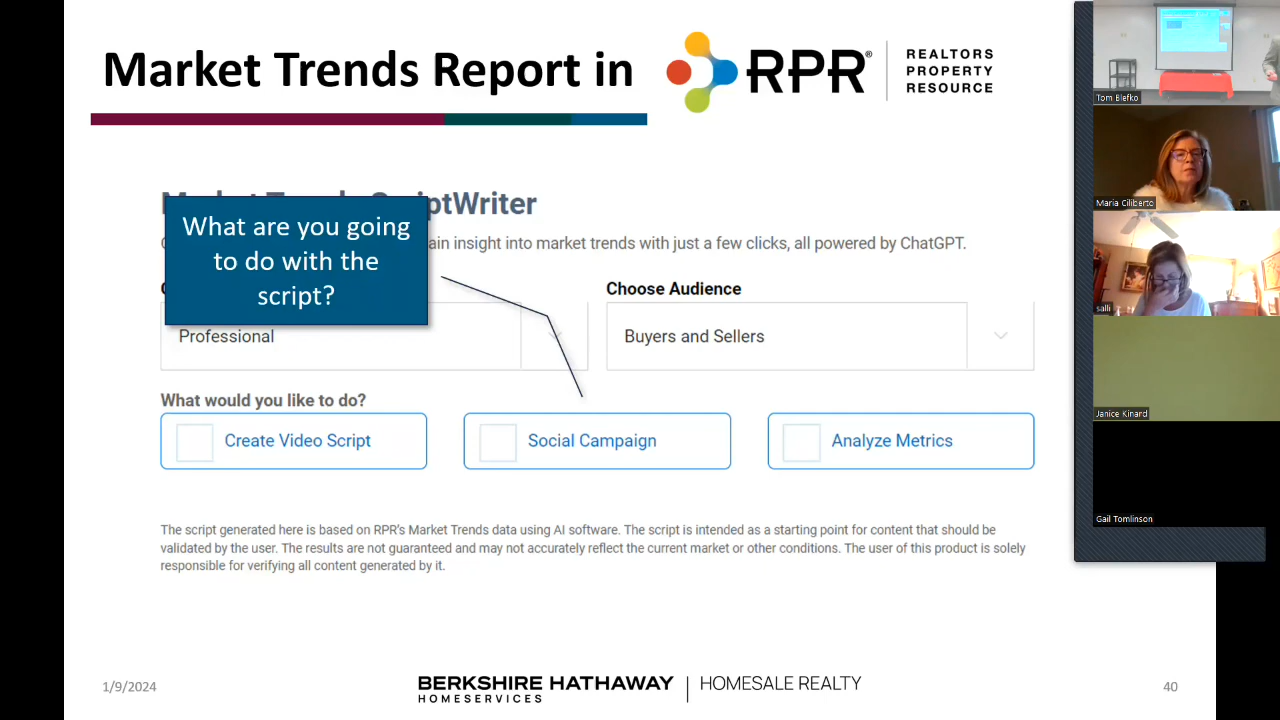 Market Trends Report in
RPR®
REALTORS
PROPERTY
RESOURCE
ptWriter
What are you going
to do with the
script?
ain insight into market trends with just a few clicks, all powered by ChatGPT.
Choose Audience
Professional
Buyers and Sellers
What would you like to do?
Create Video Script
Social Campaign
Analyze Metrics
The script generated here is based on RPR's Market Trends data using AI software. The script is intended as a starting point for content that should be
validated by the user. The results are not guaranteed and may not accurately reflect the current market or other conditions. The user of this product is solely
responsible for verifying all content generated by it.
1/9/2024
BERKSHIRE HATHAWAY
HOMESERVICES
HOMESALE REALTY
40
Tom Blefko
Maria Ciliberto
salli
Janice Kinard
Gail Tomlinson